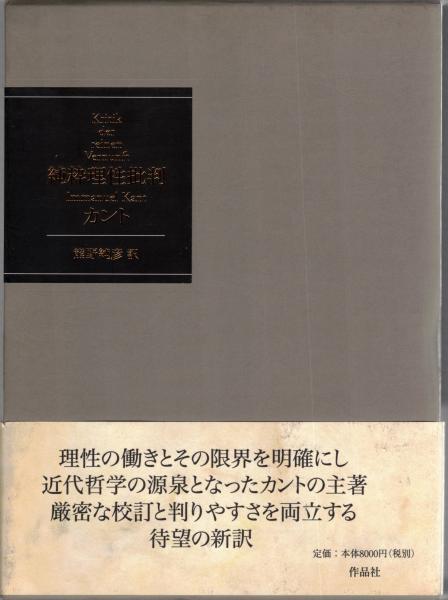 Kritik
der
reinen
Vernunft
純粋理性批判
Immanuel Kant
カント
熊野純彦 訳
理性の働きとその限界を明確にし
近代哲学の源泉となったカントの主著
厳密な校訂と判りやすさを両立する
待望の新訳
定価：本体8000円（税別）
作品社